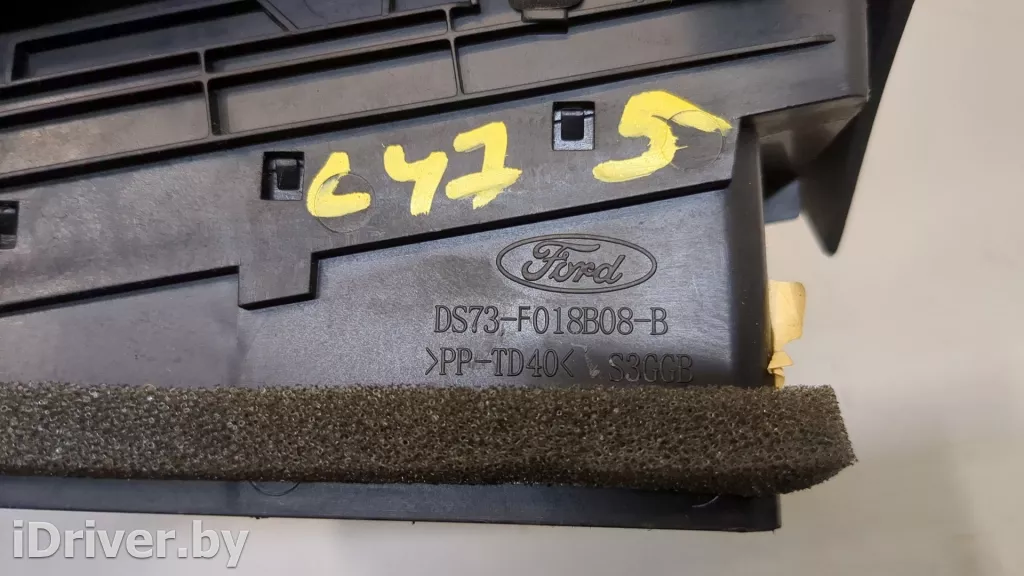 C47 5
Ford
DS73-F018B08-B
>PP-TD40< S3GGB
iDriver.by